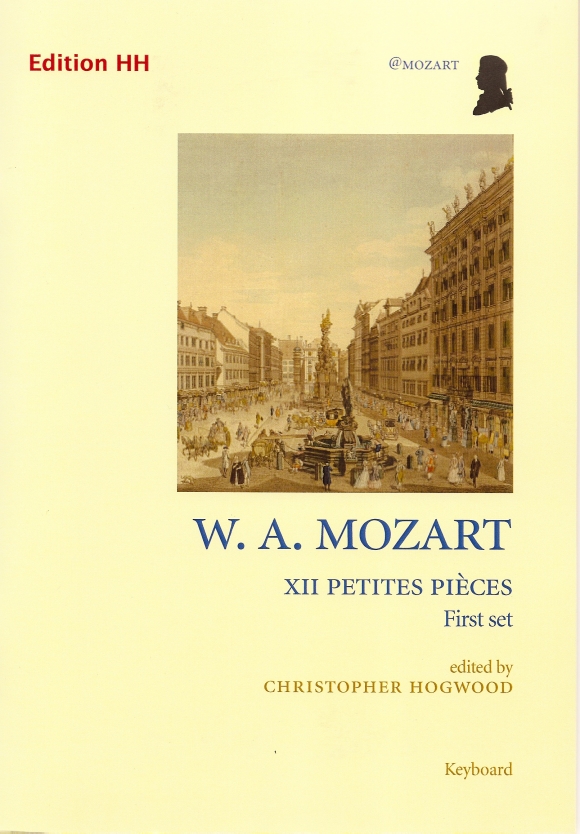 Edition HH
@MOZART
W. A. MOZART
XII PETITES PIÈCES
First set
edited by
CHRISTOPHER HOGWOOD
Keyboard